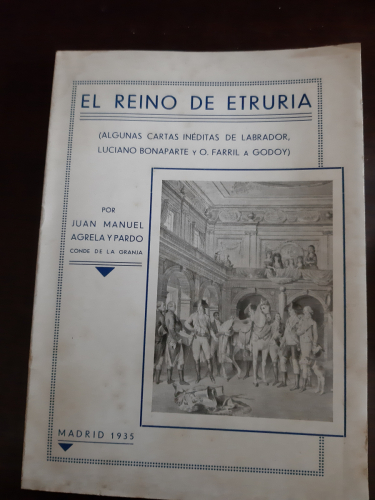 EL REINO DE ETRURIA
(ALGUNAS CARTAS INÉDITAS DE LABRADOR,
LUCIANO BONAPARTE Y O. FARRIL A GODOY)
POR
JUAN MANUEL
AGRELA Y PARDO
CONDE DE LA GRANJA
MADRID 1935